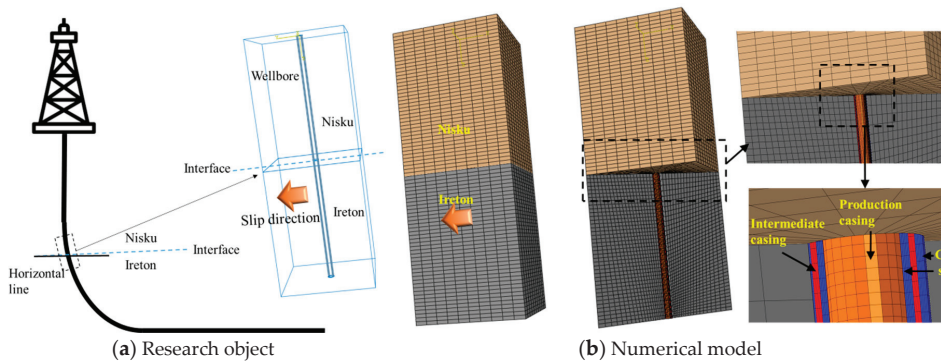 Wellbore
Nisku
Interface
Ireton
Slip direction
Nisku
Interface
Ireton
Horizontal
line
Nisku
Ireton
Production
casing
Intermediate
casing
(a) Research object
(b) Numerical model